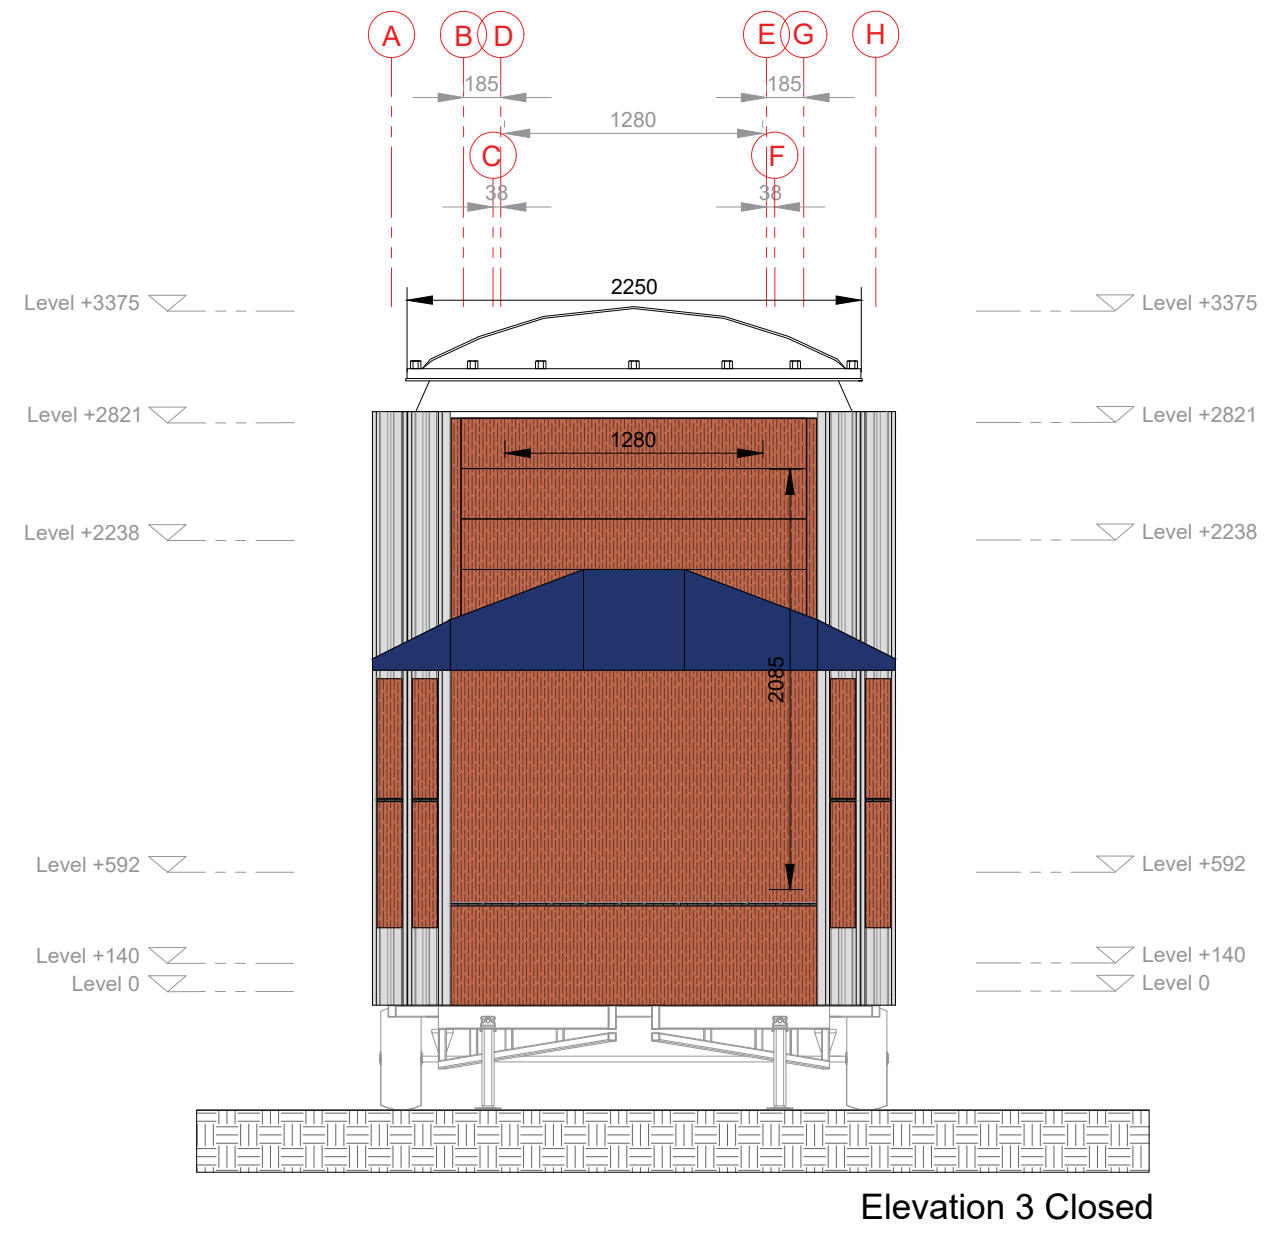 A B D E G H
185 185
1280
C F
38 38
2250
Level +3375 Level +3375
Level +2821 Level +2821
1280
Level +2238 Level +2238
2085
Level +592 Level +592
Level +140 Level +140
Level 0 Level 0
Elevation 3 Closed